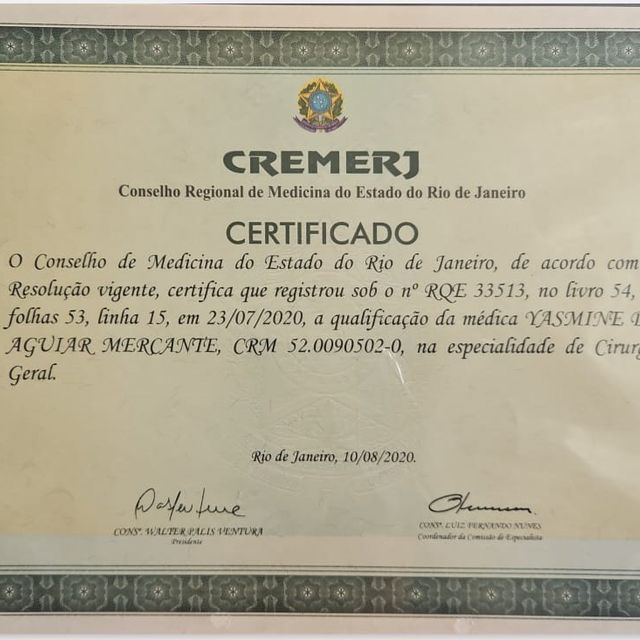 CREMERJ
Conselho Regional de Medicina do Estado do Rio de Janeiro
CERTIFICADO
O Conselho de Medicina do Estado do Rio de Janeiro, de acordo com
Resolução vigente, certifica que registrou sob o nº RQE 33513, no livro 54,
folhas 53, linha 15, em 23/07/2020, a qualificação da médica YASMINE
AGUIAR MERCANTE, CRM 52.0090502-0, na especialidade de Cirur
Geral.
Rio de Janeiro, 10/08/2020.
CONSº. WALTER PALIS VENTURA
Presidente
CONSº. LUIZ FERNANDO NUNES
Coordenador da Comissão de Especialista